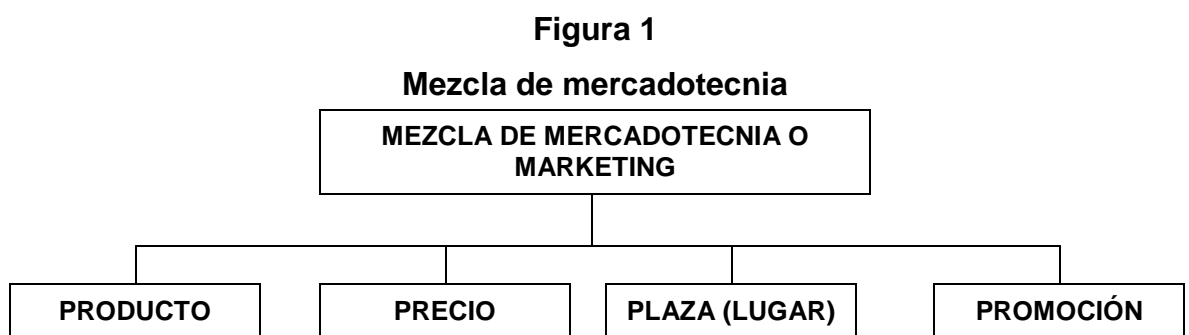 Figura 1
Mezcla de mercadotecnia
MEZCLA DE MERCADOTECNIA O
MARKETING
PRODUCTO
PRECIO
PLAZA (LUGAR)
PROMOCIÓN